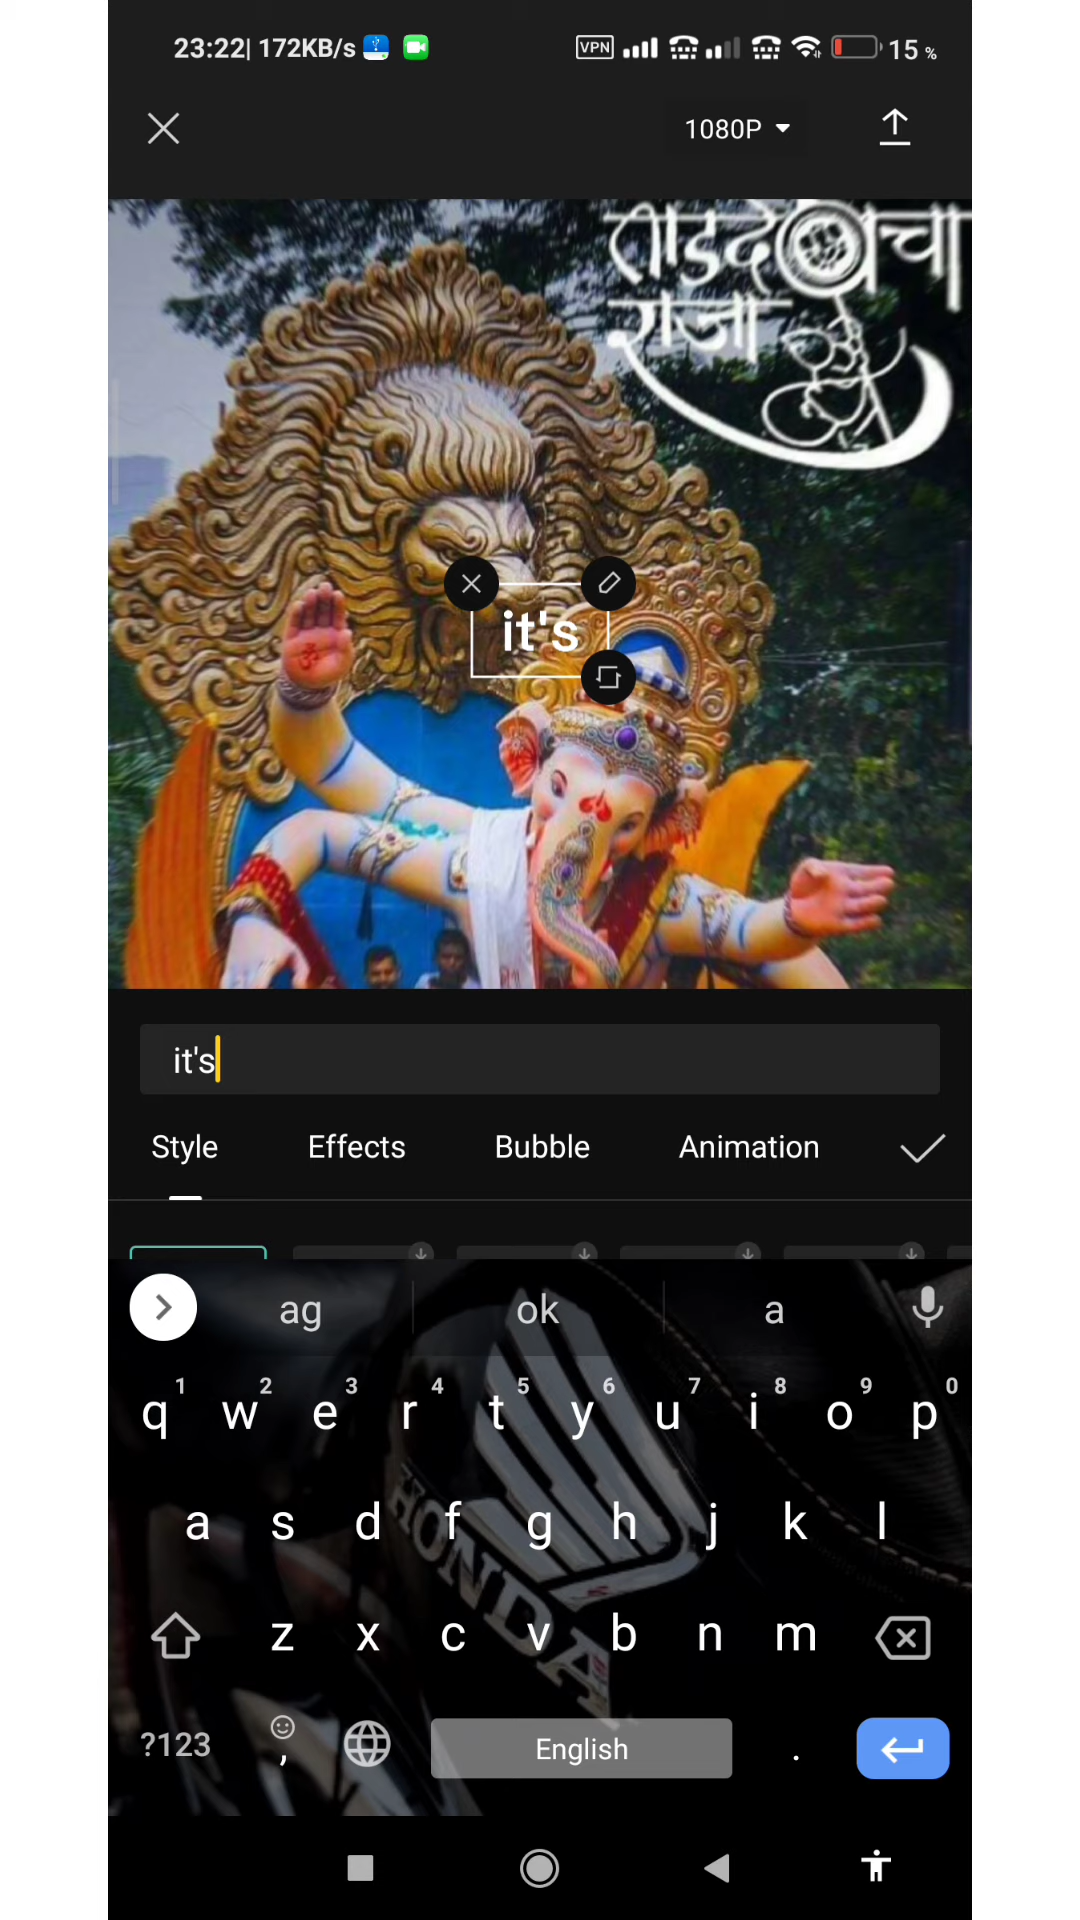 23:22| 172KB/s VPN 15 %
1080P
ताडदेवचा
राजा
it's
it's
Style Effects Bubble Animation
ag ok a
1 2 3 4 5 6 7 8 9 0
q w e r t y u i o p
a s d f g h j k l
HONDA
z x c v b n m
?123 , English .